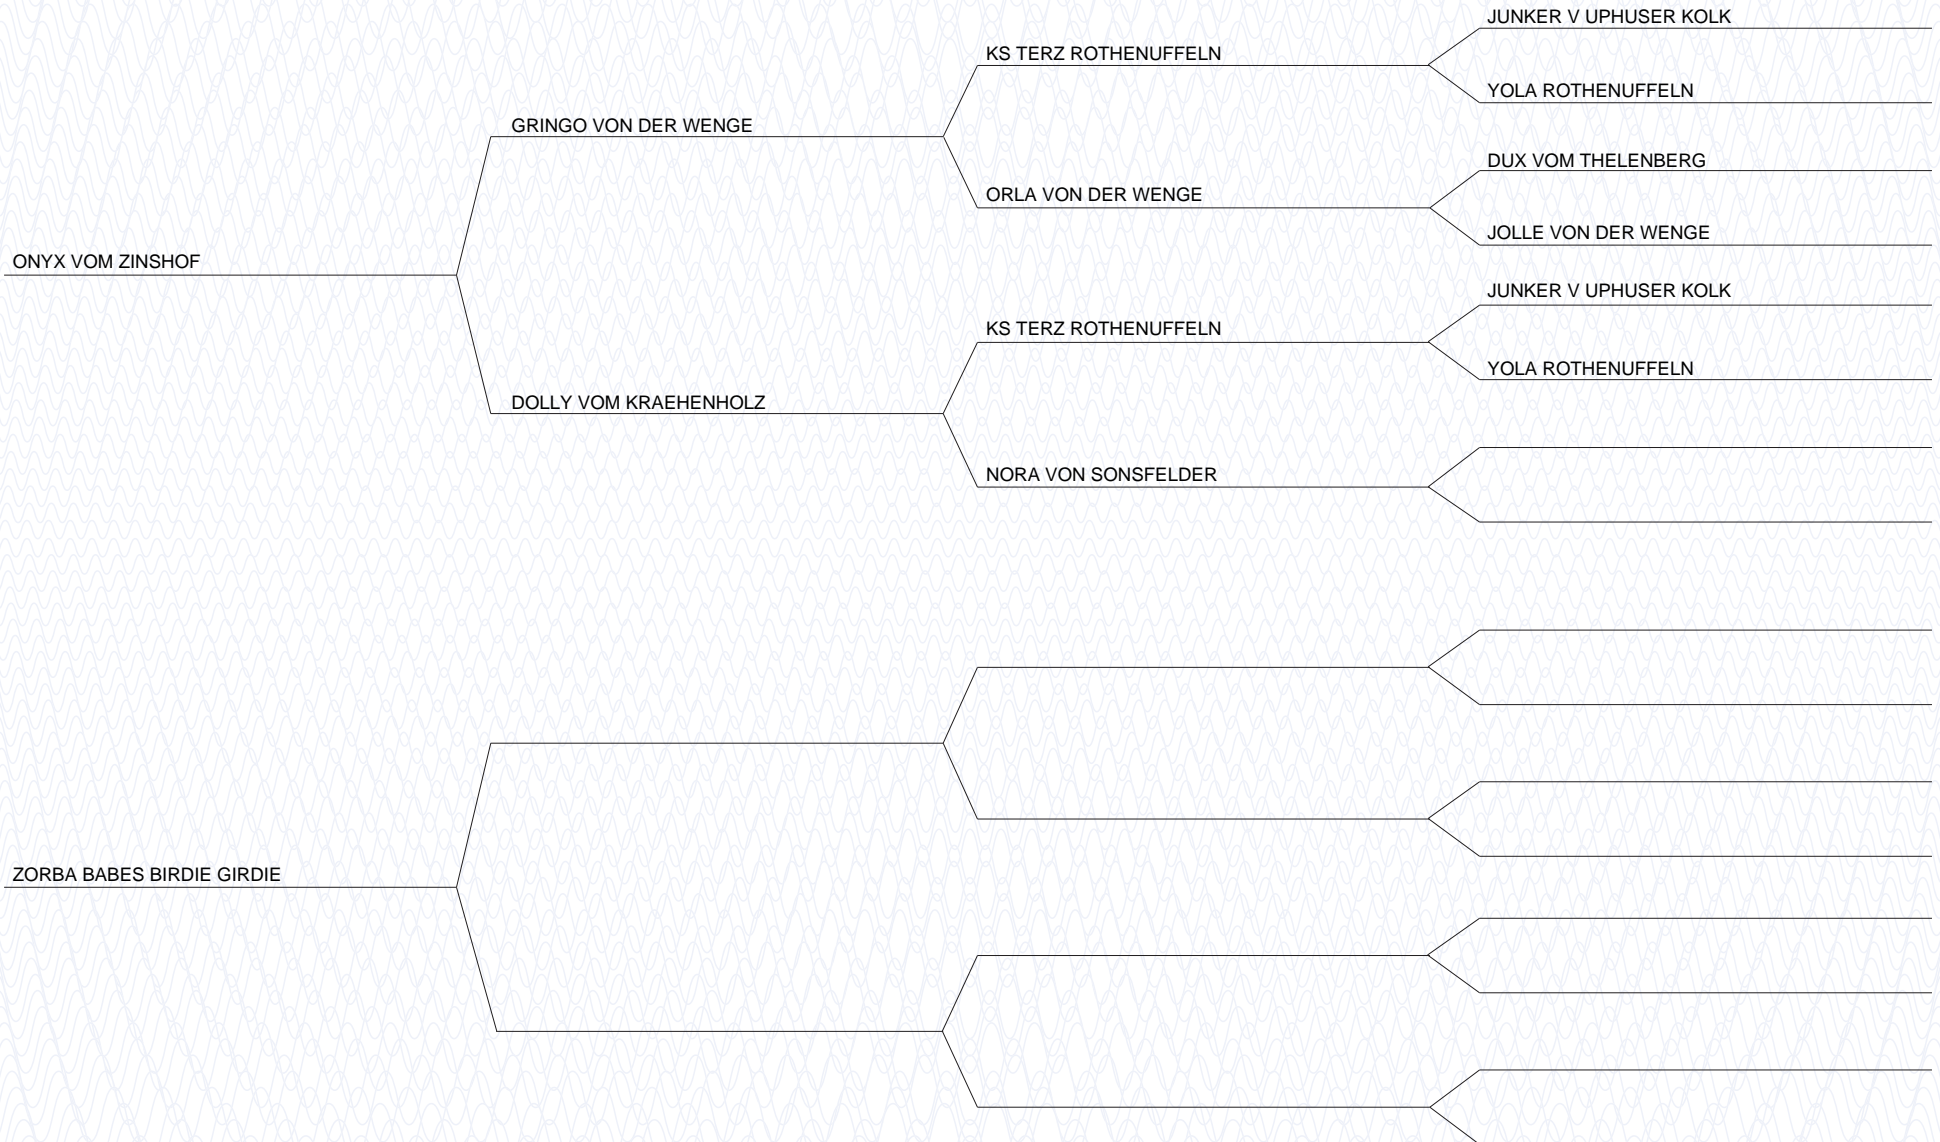 JUNKER V UPHUSER KOLK
KS TERZ ROTHENUFFELN
YOLA ROTHENUFFELN
GRINGO VON DER WENGE
DUX VOM THELENBERG
ORLA VON DER WENGE
JOLLE VON DER WENGE
ONYX VOM ZINSHOF
JUNKER V UPHUSER KOLK
KS TERZ ROTHENUFFELN
YOLA ROTHENUFFELN
DOLLY VOM KRAEHENHOLZ
NORA VON SONSFELDER
ZORBA BABES BIRDIE GIRDIE